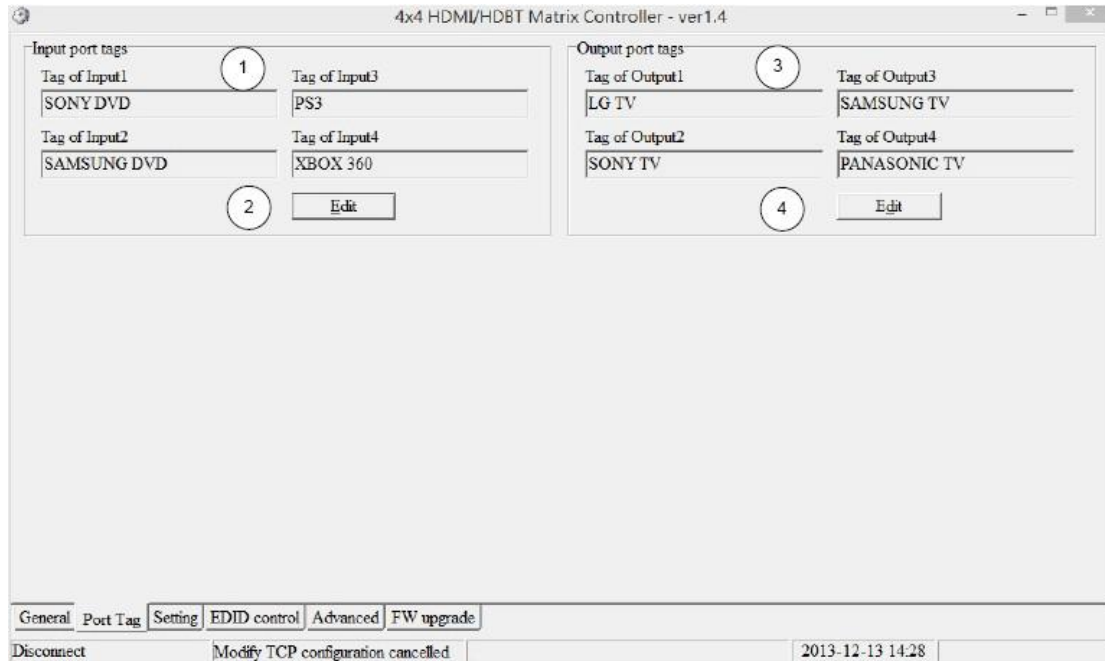 4x4 HDMI/HDBT Matrix Controller - ver1.4
Input port tags
1
Tag of Input1
Tag of Input3
SONY DVD
PS3
Tag of Input2
Tag of Input4
SAMSUNG DVD
XBOX 360
2
Edit
Output port tags
3
Tag of Output1
Tag of Output3
LG TV
SAMSUNG TV
Tag of Output2
Tag of Output4
SONY TV
PANASONIC TV
4
Edit
General Port Tag Setting EDID control Advanced FW upgrade
Disconnect Modify TCP configuration cancelled 2013-12-13 14:28